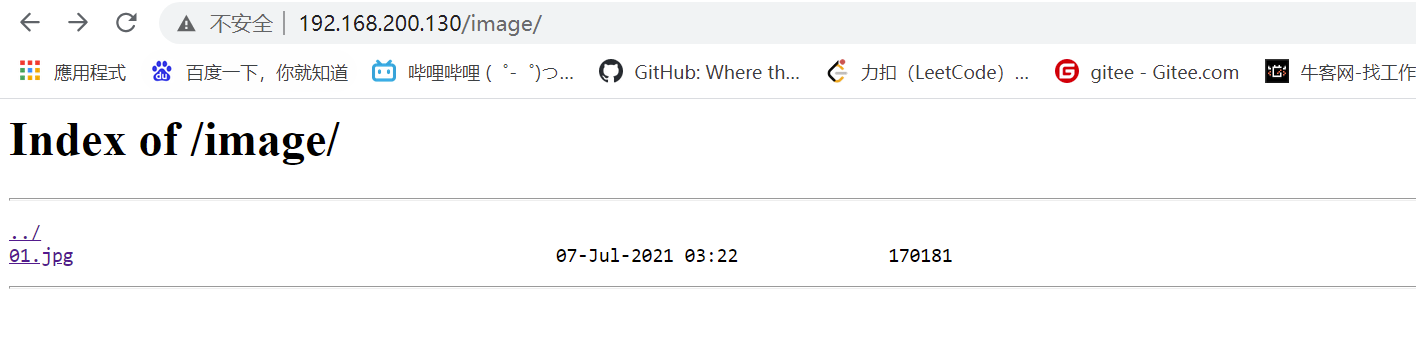 不安全 | 192.168.200.130/image/
應用程式 百度一下，你就知道 哔哩哔哩 (゜-゜)つ... GitHub: Where th... 力扣（LeetCode）... gitee - Gitee.com 牛客网-找工作
Index of /image/
../
01.jpg 07-Jul-2021 03:22 170181